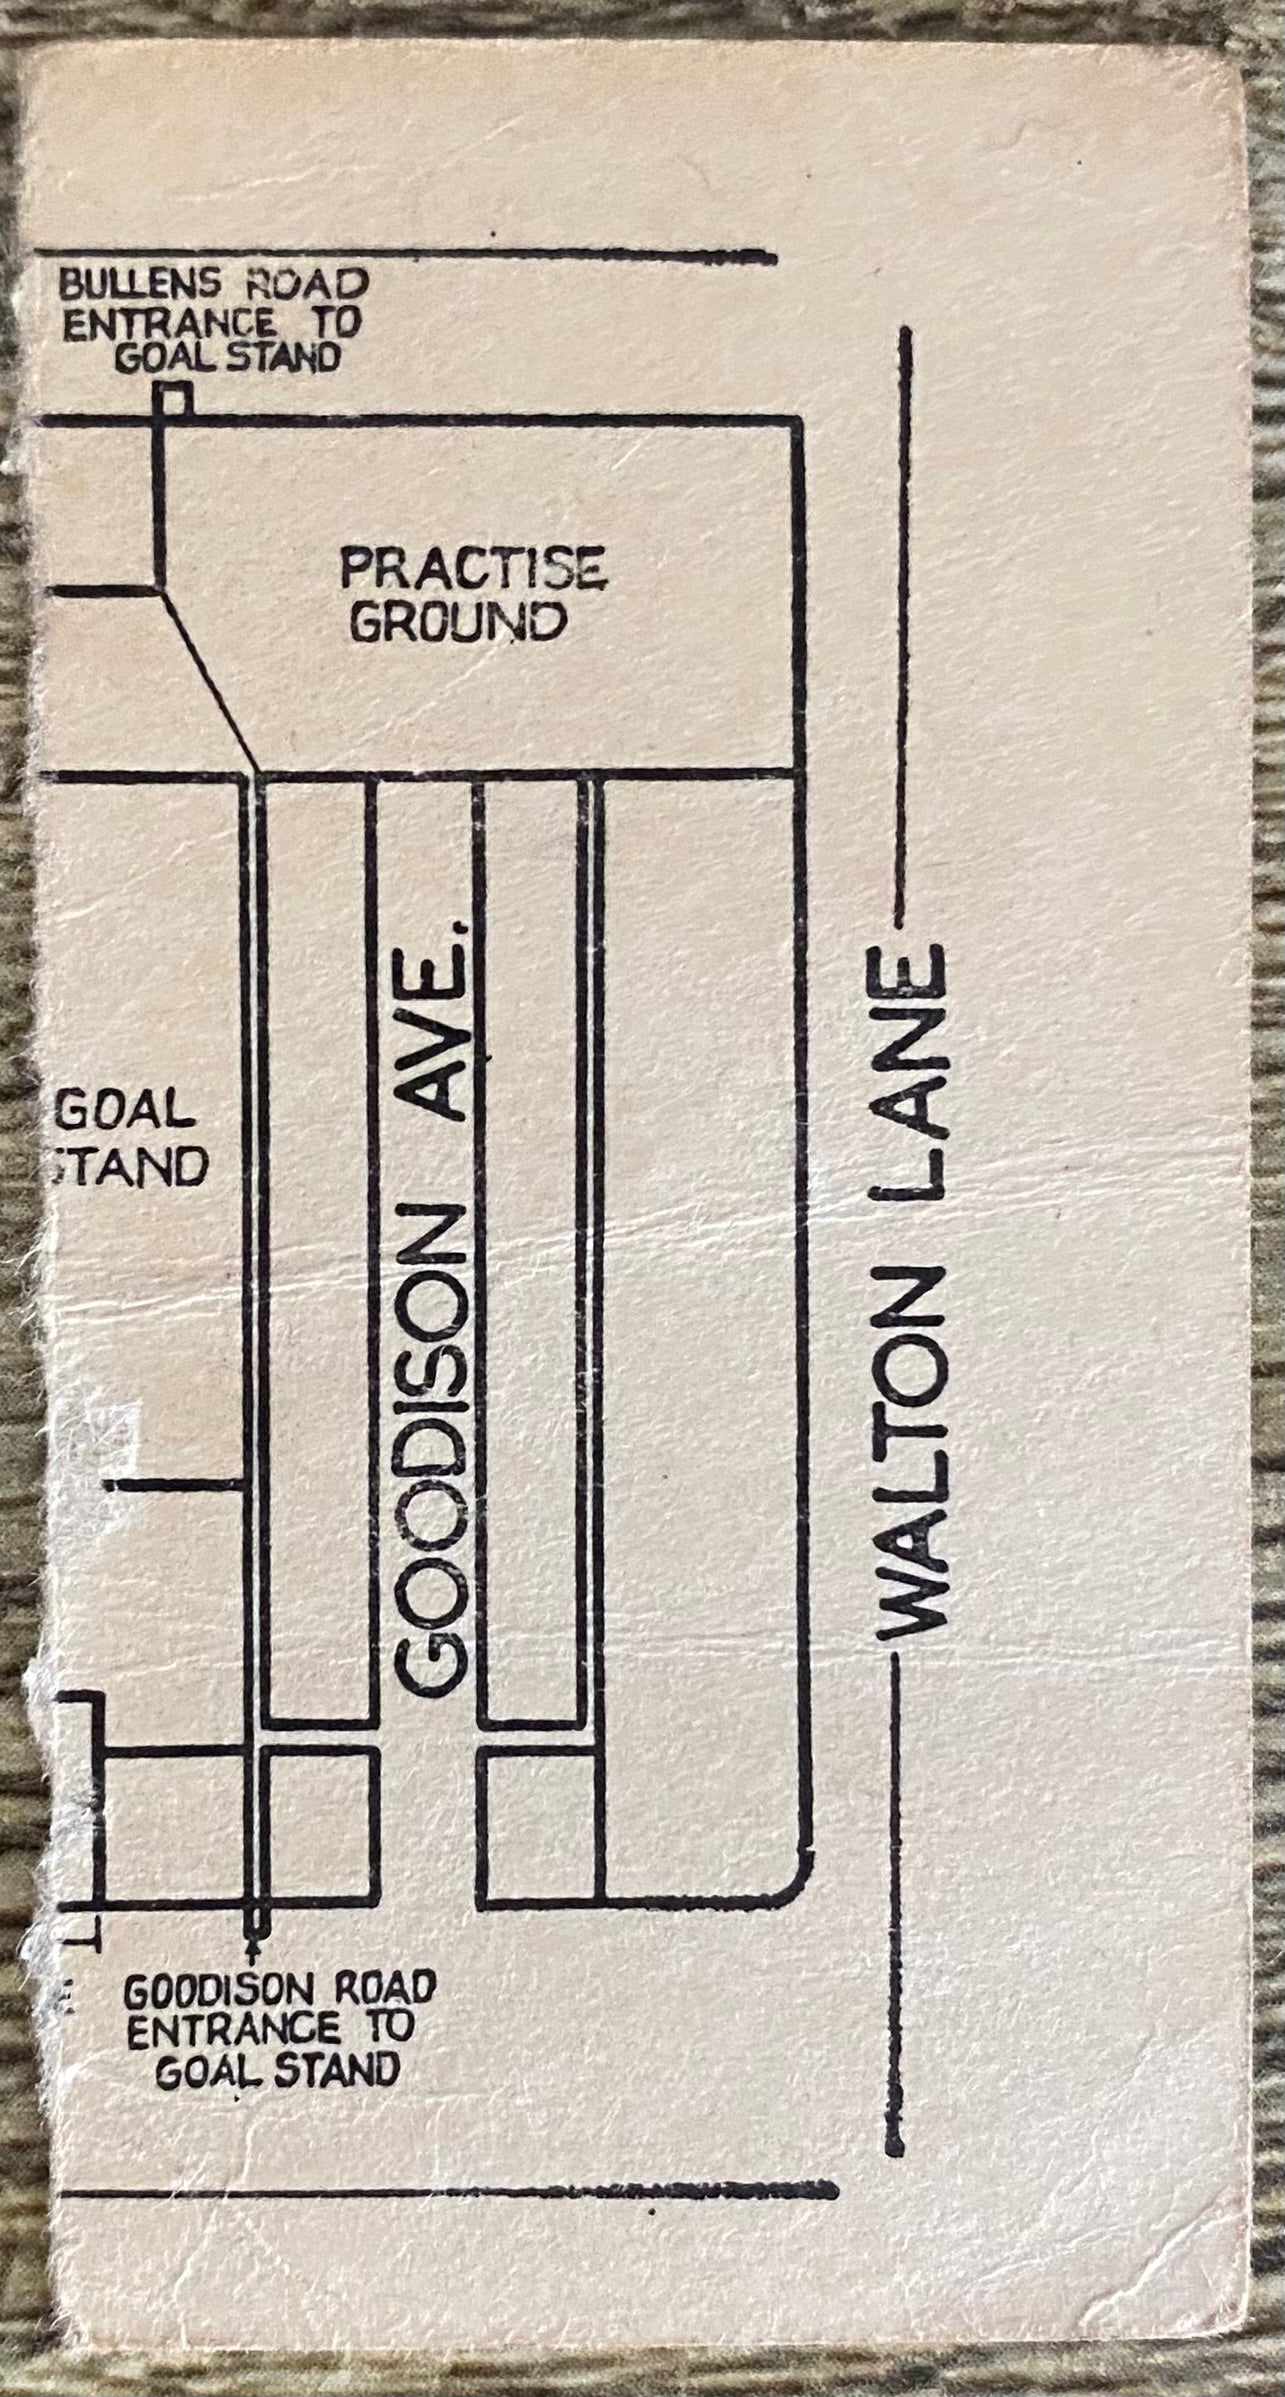 BULLENS ROAD
ENTRANCE TO
GOAL STAND
PRACTISE
GROUND
GOAL
TAND
GOODISON AVE.
WALTON LANE
GOODISON ROAD
ENTRANCE TO
GOAL STAND